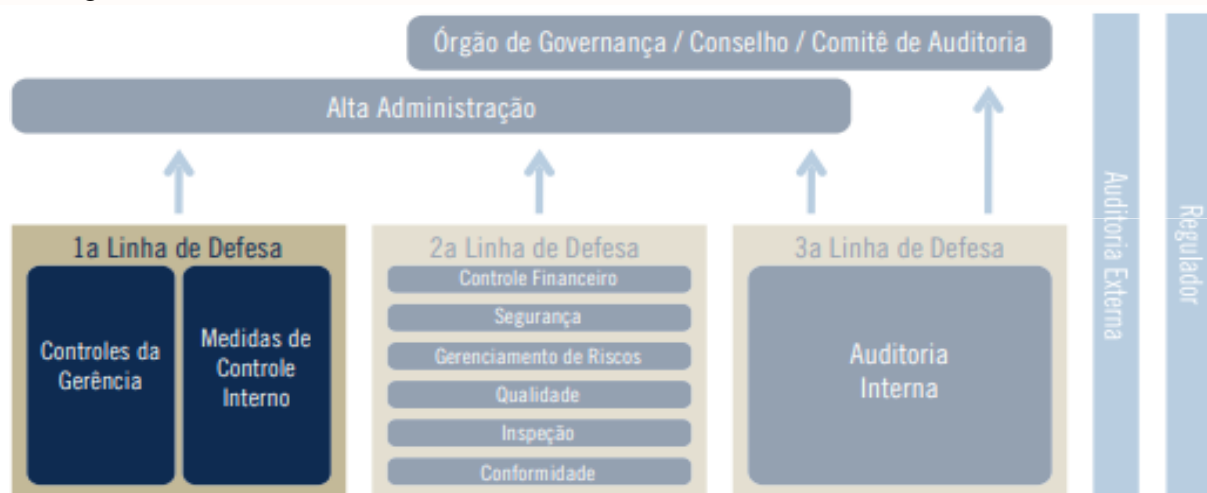 Órgão de Governança / Conselho / Comitê de Auditoria
Alta Administração
1a Linha de Defesa
Controles da
Gerência
Medidas de
Controle
Interno
2a Linha de Defesa
Controle Financeiro
Segurança
Gerenciamento de Riscos
Qualidade
Inspeção
Conformidade
3a Linha de Defesa
Auditoria
Interna
Auditoria Externa
Regulador